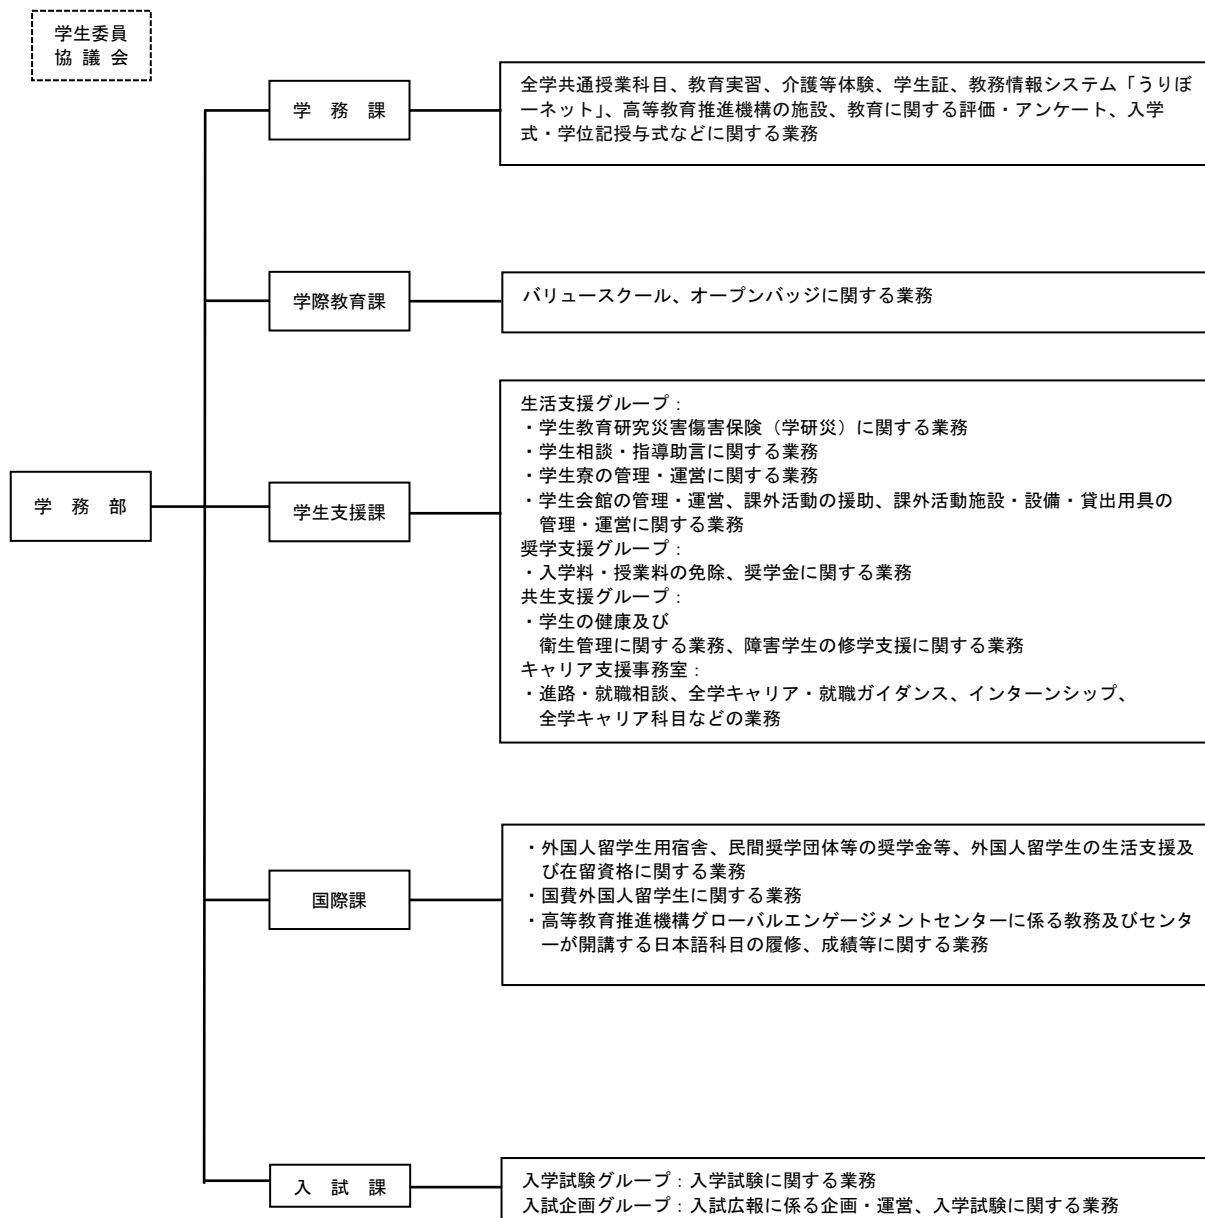 学生委員
協 議 会
学 務 課
全学共通授業科目、教育実習、介護等体験、学生証、教務情報システム「うりぼ
ーネット」、高等教育推進機構の施設、教育に関する評価・アンケート、入学
式・学位記授与式などに関する業務
学際教育課
バリュースクール、オープンバッジに関する業務
学 務 部
学生支援課
生活支援グループ：
・学生教育研究災害傷害保険（学研災）に関する業務
・学生相談・指導助言に関する業務
・学生寮の管理・運営に関する業務
・学生会館の管理・運営、課外活動の援助、課外活動施設・設備・貸出用具の
管理・運営に関する業務
奨学支援グループ：
・入学料・授業料の免除、奨学金に関する業務
共生支援グループ：
・学生の健康及び
衛生管理に関する業務、障害学生の修学支援に関する業務
キャリア支援事務室：
・進路・就職相談、全学キャリア・就職ガイダンス、インターンシップ、
全学キャリア科目などの業務
国際課
・外国人留学生用宿舎、民間奨学団体等の奨学金等、外国人留学生の生活支援及
び在留資格に関する業務
・国費外国人留学生に関する業務
・高等教育推進機構グローバルエンゲージメントセンターに係る教務及びセンタ
ーが開講する日本語科目の履修、成績等に関する業務
入 試 課
入学試験グループ：入学試験に関する業務
入試企画グループ：入試広報に係る企画・運営、入学試験に関する業務